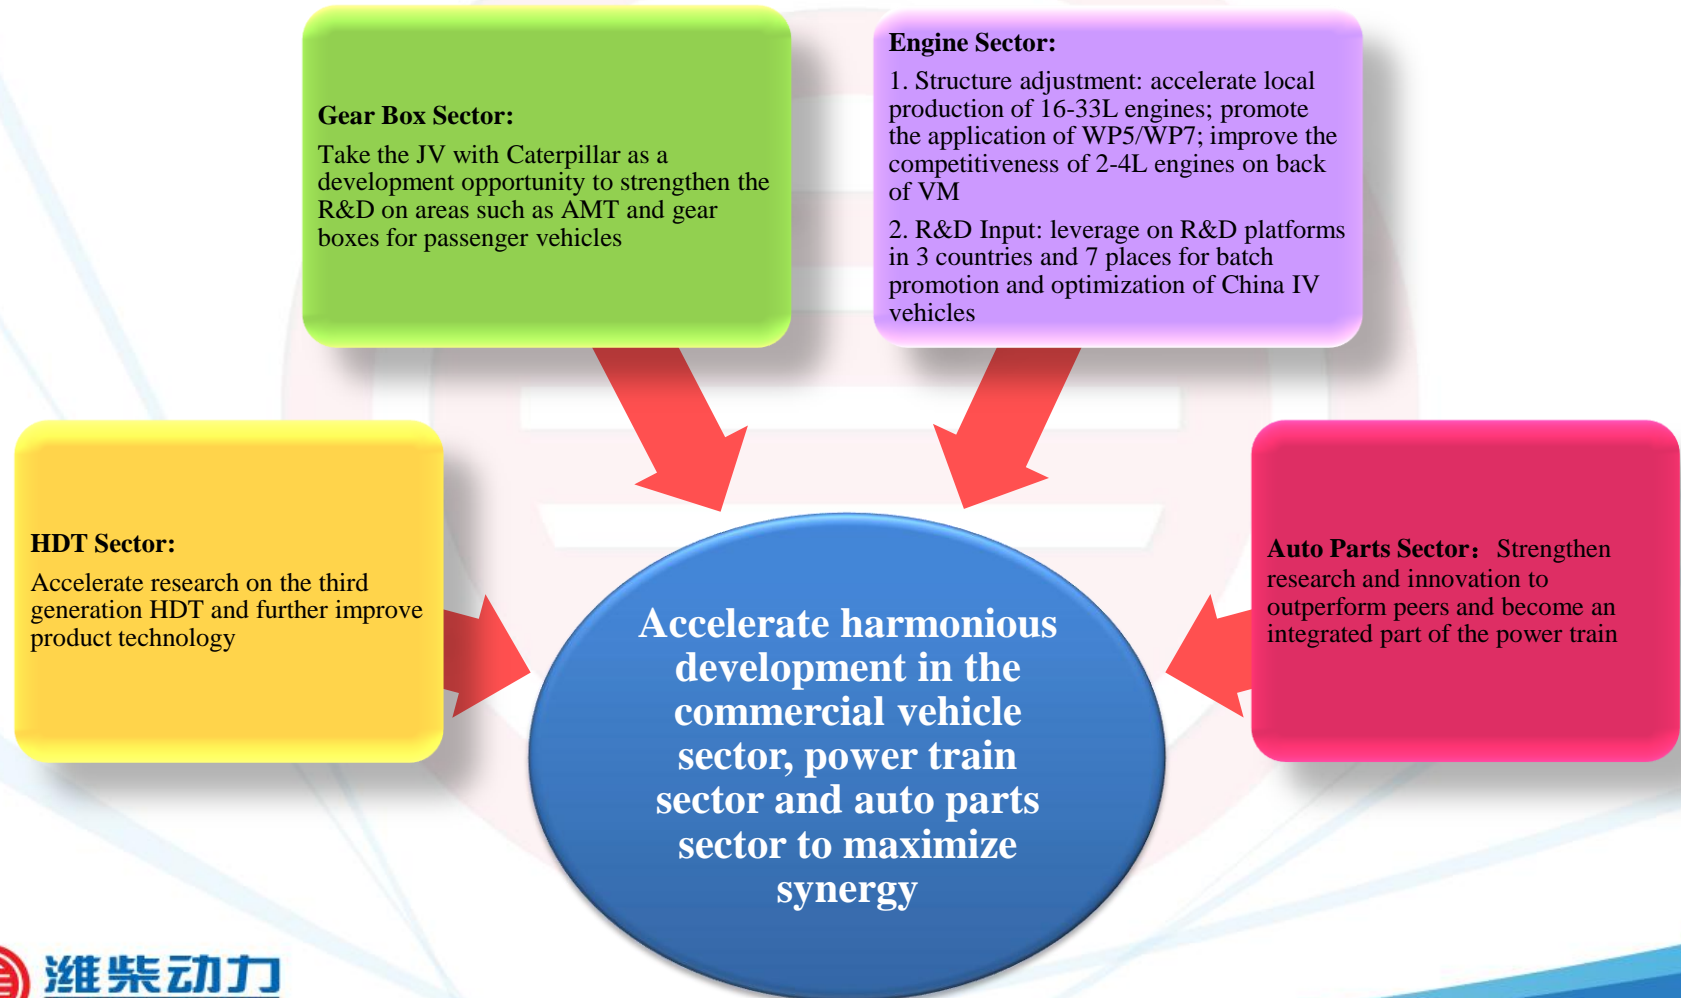 Gear Box Sector:
Take the JV with Caterpillar as a
development opportunity to strengthen the
R&D on areas such as AMT and gear
boxes for passenger vehicles
Engine Sector:
1. Structure adjustment: accelerate local
production of 16-33L engines; promote
the application of WP5/WP7; improve the
competitiveness of 2-4L engines on back
of VM
2. R&D Input: leverage on R&D platforms
in 3 countries and 7 places for batch
promotion and optimization of China IV
vehicles
HDT Sector:
Accelerate research on the third
generation HDT and further improve
product technology
Auto Parts Sector：Strengthen
research and innovation to
outperform peers and become an
integrated part of the power train
Accelerate harmonious
development in the
commercial vehicle
sector, power train
sector and auto parts
sector to maximize
synergy
潍柴动力